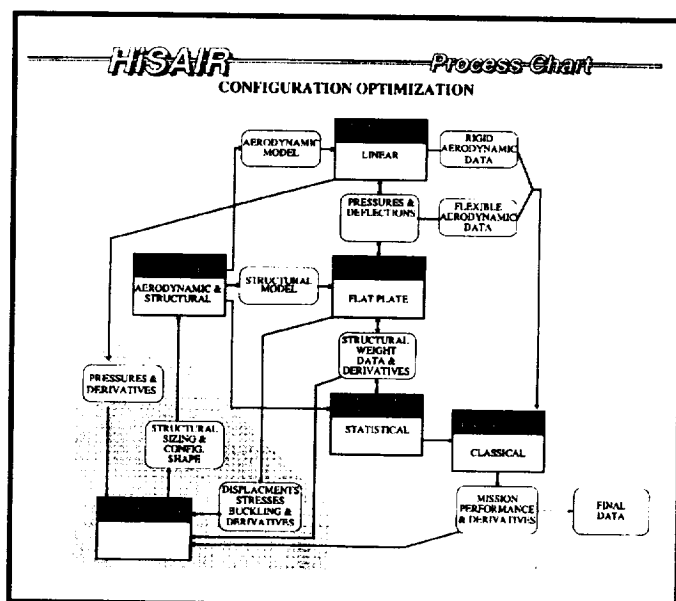 HiSAIR
Process Chart
CONFIGURATION OPTIMIZATION
AERODYNAMIC
MODEL
LINEAR
RIGID
AERODYNAMIC
DATA
PRESSURES &
DEFLECTIONS
FLEXIBLE
AERODYNAMIC
DATA
AERODYNAMIC &
STRUCTURAL
STRUCTURAL
MODEL
FLAT PLATE
STRUCTURAL
WEIGHT
DATA &
DERIVATIVES
PRESSURES &
DERIVATIVES
STRUCTURAL
SIZING &
CONFIG.
SHAPE
STATISTICAL
CLASSICAL
DISPLACMENTS
STRESSES
BUCKLING &
& DERIVATIVES
MISSION
PERFORMANCE
& DERIVATIVES
FINAL
DATA